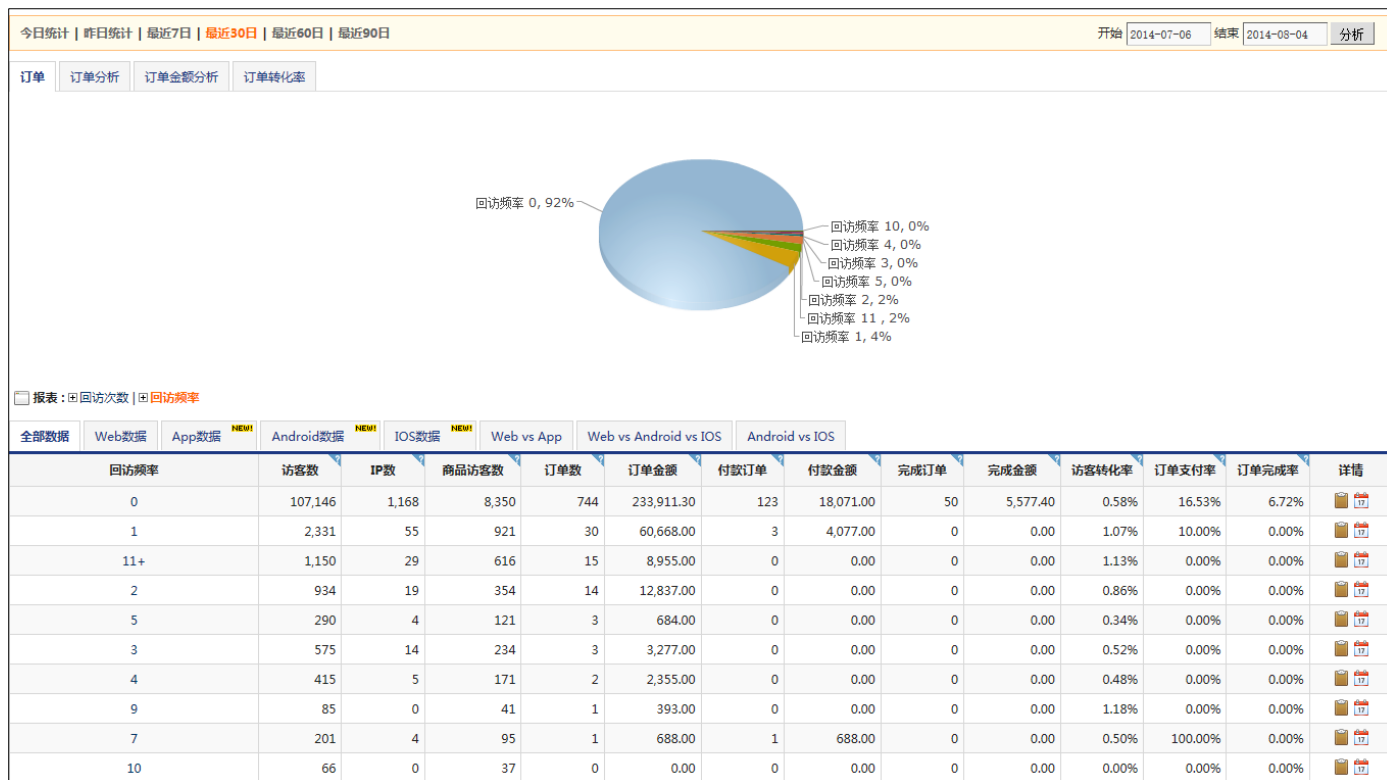 今日统计 | 昨日统计 | 最近7日 | 最近30日 | 最近60日 | 最近90日 开始 2014-07-06 结束 2014-08-04 分析
订单 订单分析 订单金额分析 订单转化率
回访频率 0, 92%
回访频率 10, 0%
回访频率 4, 0%
回访频率 3, 0%
回访频率 5, 0%
回访频率 2, 2%
回访频率 11 , 2%
回访频率 1, 4%
报表 : 回访次数 | 回访频率
全部数据 Web数据 App数据 NEW! Android数据 NEW! IOS数据 NEW! Web vs App Web vs Android vs IOS Android vs IOS
回访频率 访客数 IP数 商品访客数 订单数 订单金额 付款订单 付款金额 完成订单 完成金额 访客转化率 订单支付率 订单完成率 详情
0 107,146 1,168 8,350 744 233,911.30 123 18,071.00 50 5,577.40 0.58% 16.53% 6.72% 17
1 2,331 55 921 30 60,668.00 3 4,077.00 0 0.00 1.07% 10.00% 0.00% 17
11+ 1,150 29 616 15 8,955.00 0 0.00 0 0.00 1.13% 0.00% 0.00% 17
2 934 19 354 14 12,837.00 0 0.00 0 0.00 0.86% 0.00% 0.00% 17
5 290 4 121 3 684.00 0 0.00 0 0.00 0.34% 0.00% 0.00% 17
3 575 14 234 3 3,277.00 0 0.00 0 0.00 0.52% 0.00% 0.00% 17
4 415 5 171 2 2,355.00 0 0.00 0 0.00 0.48% 0.00% 0.00% 17
9 85 0 41 1 393.00 0 0.00 0 0.00 1.18% 0.00% 0.00% 17
7 201 4 95 1 688.00 1 688.00 0 0.00 0.50% 100.00% 0.00% 17
10 66 0 37 0 0.00 0 0.00 0 0.00 0.00% 0.00% 0.00% 17